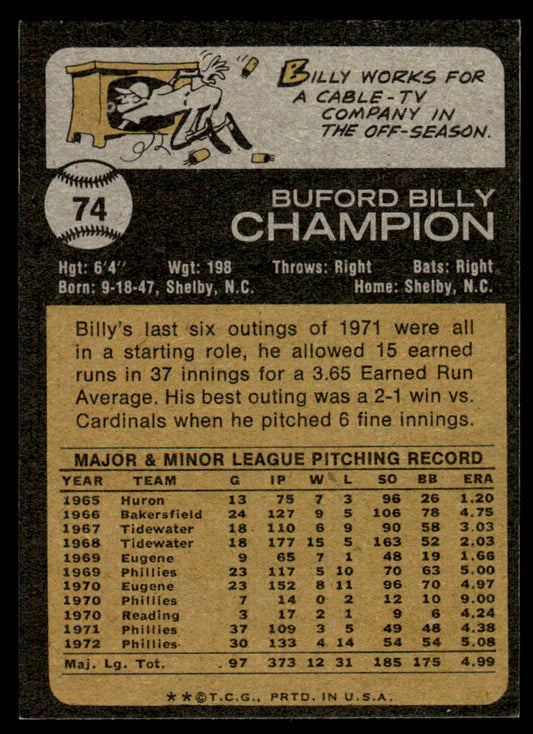 BILLY WORKS FOR
A CABLE-TV
COMPANY IN
THE OFF-SEASON.
74
BUFORD BILLY
CHAMPION
Hgt: 6'4" Wgt: 198 Throws: Right Bats: Right
Born: 9-18-47, Shelby, N.C. Home: Shelby, N.C.
Billy's last six outings of 1971 were all
in a starting role, he allowed 15 earned
runs in 37 innings for a 3.65 Earned Run
Average. His best outing was a 2-1 win vs.
Cardinals when he pitched 6 fine innings.
MAJOR & MINOR LEAGUE PITCHING RECORD
YEAR TEAM G IP W L SO BB ERA
1965 Huron 13 75 7 3 96 26 1.20
1966 Bakersfield 24 127 9 5 106 78 4.75
1967 Tidewater 18 110 6 9 90 58 3.03
1968 Tidewater 18 177 15 5 163 52 2.03
1969 Eugene 9 65 7 1 48 19 1.66
1969 Phillies 23 117 5 10 70 63 5.00
1970 Eugene 23 152 8 11 96 70 4.97
1970 Phillies 7 14 0 2 12 10 9.00
1970 Reading 3 17 2 1 9 6 4.24
1971 Phillies 37 109 3 5 49 48 4.38
1972 Phillies 30 133 4 14 54 54 5.08
Maj. Lg. Tot. 97 373 12 31 185 175 4.99
**©T.C.G., PRTD. IN U.S.A.